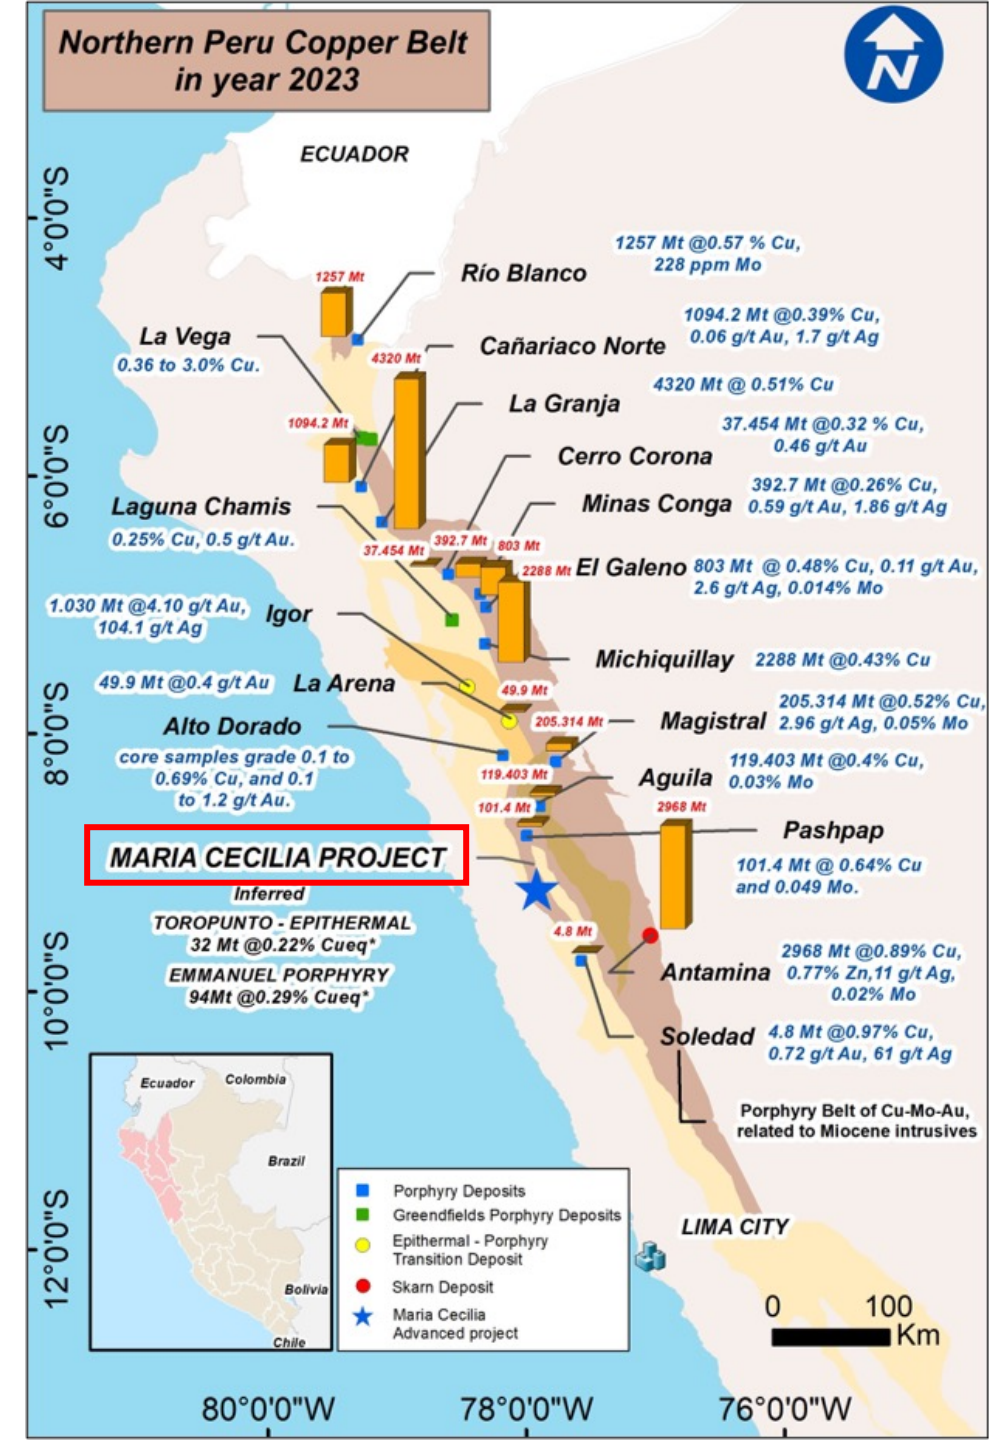 Northern Peru Copper Belt
in year 2023
N
ECUADOR
4°0'0"S
1257 Mt @0.57 % Cu,
228 ppm Mo
1257 Mt
Río Blanco
1094.2 Mt @0.39% Cu,
0.06 g/t Au, 1.7 g/t Ag
La Vega
0.36 to 3.0% Cu.
4320 Mt
Cañariaco Norte
4320 Mt @ 0.51% Cu
La Granja
1094.2 Mt
37.454 Mt @0.32 % Cu,
0.46 g/t Au
Cerro Corona
6°0'0"S
392.7 Mt @0.26% Cu,
0.59 g/t Au, 1.86 g/t Ag
Minas Conga
Laguna Chamis
0.25% Cu, 0.5 g/t Au.
37.454 Mt
392.7 Mt
803 Mt
2288 Mt
El Galeno
803 Mt @ 0.48% Cu, 0.11 g/t Au,
2.6 g/t Ag, 0.014% Mo
1.030 Mt @4.10 g/t Au,
104.1 g/t Ag
Igor
Michiquillay
2288 Mt @0.43% Cu
49.9 Mt @0.4 g/t Au
La Arena
49.9 Mt
205.314 Mt @0.52% Cu,
2.96 g/t Ag, 0.05% Mo
Magistral
205.314 Mt
8°0'0"S
Alto Dorado
core samples grade 0.1 to
0.69% Cu, and 0.1
to 1.2 g/t Au.
119.403 Mt @0.4% Cu,
0.03% Mo
Aguila
119.403 Mt
101.4 Mt
2968 Mt
Pashpap
101.4 Mt @ 0.64% Cu
and 0.049 Mo.
MARIA CECILIA PROJECT
Inferred
TOROPUNTO - EPITHERMAL
32 Mt @0.22% Cueq*
EMMANUEL PORPHYRY
94Mt @0.29% Cueq*
4.8 Mt
Antamina
2968 Mt @0.89% Cu,
0.77% Zn,11 g/t Ag,
0.02% Mo
10°0'0"S
Soledad
4.8 Mt @0.97% Cu,
0.72 g/t Au, 61 g/t Ag
Porphyry Belt of Cu-Mo-Au,
related to Miocene intrusives
Ecuador
Colombia
Brazil
Bolivia
Chile
Porphyry Deposits
Greendfields Porphyry Deposits
Epithermal - Porphyry
Transition Deposit
Skarn Deposit
Maria Cecilia
Advanced project
LIMA CITY
12°0'0"S
0 100
Km
80°0'0"W 78°0'0"W 76°0'0"W